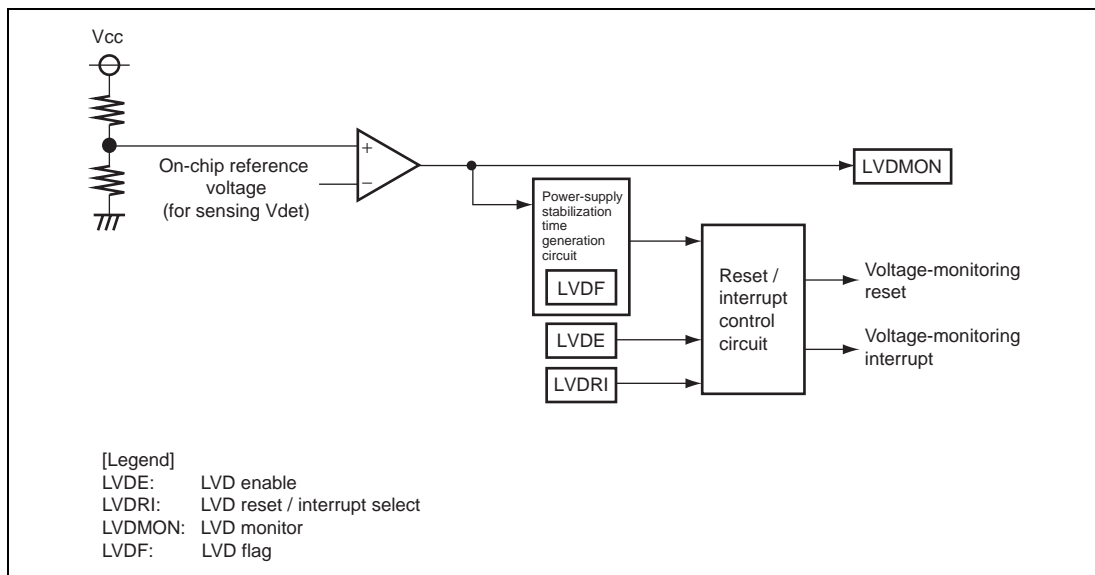 Vcc
On-chip reference
voltage
(for sensing Vdet)
+
−
LVDMON
Power-supply
stabilization
time
generation
circuit
LVDF
LVDE
LVDRI
Reset /
interrupt
control
circuit
Voltage-monitoring
reset
Voltage-monitoring
interrupt
[Legend]
LVDE: LVD enable
LVDRI: LVD reset / interrupt select
LVDMON: LVD monitor
LVDF: LVD flag